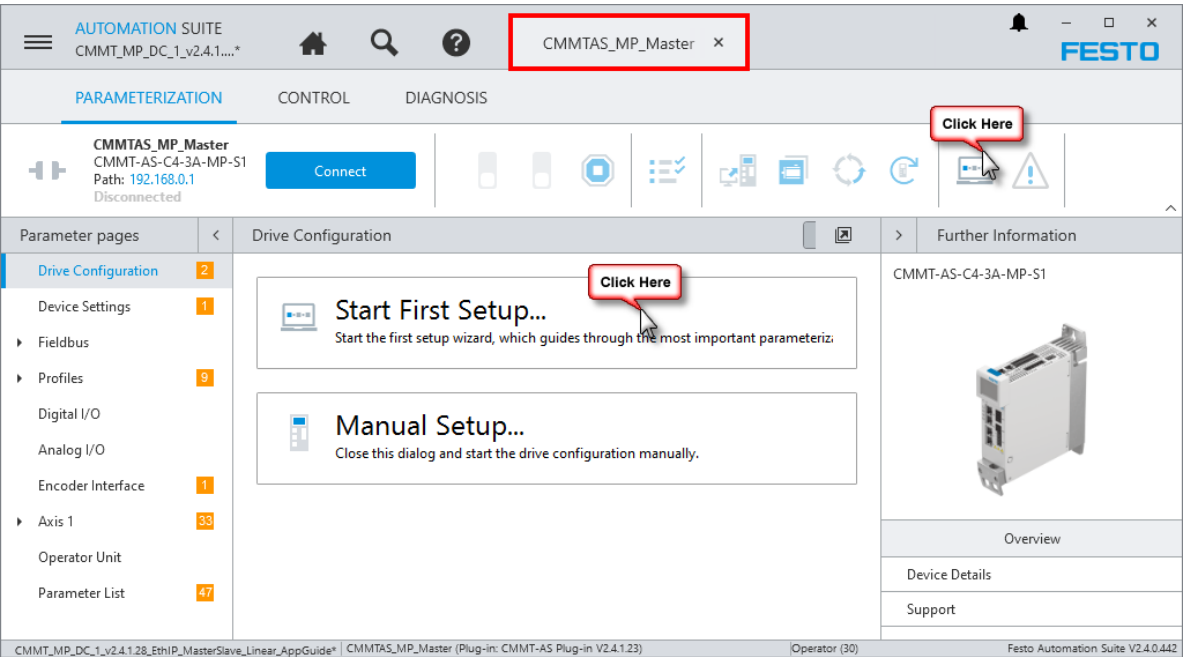 AUTOMATION SUITE
CMMT_MP_DC_1_v2.4.1....*
CMMTAS_MP_Master
FESTO
PARAMETERIZATION
CONTROL
DIAGNOSIS
Click Here
CMMTAS_MP_Master
CMMT-AS-C4-3A-MP-S1
Path: 192.168.0.1
Disconnected
Connect
Parameter pages
Drive Configuration
Further Information
Drive Configuration 2
Device Settings 1
Fieldbus
Profiles 9
Digital I/O
Analog I/O
Encoder Interface 1
Axis 1 33
Operator Unit
Parameter List 47
Click Here
Start First Setup...
Start the first setup wizard, which guides through the most important parameteriz
Manual Setup...
Close this dialog and start the drive configuration manually.
CMMT-AS-C4-3A-MP-S1
Overview
Device Details
Support
CMMT_MP_DC_1_v2.4.1.28_EthIP_MasterSlave_Linear_AppGuide*
CMMTAS_MP_Master (Plug-in: CMMT-AS Plug-in V2.4.1.23)
Operator (30)
Festo Automation Suite V2.4.0.442